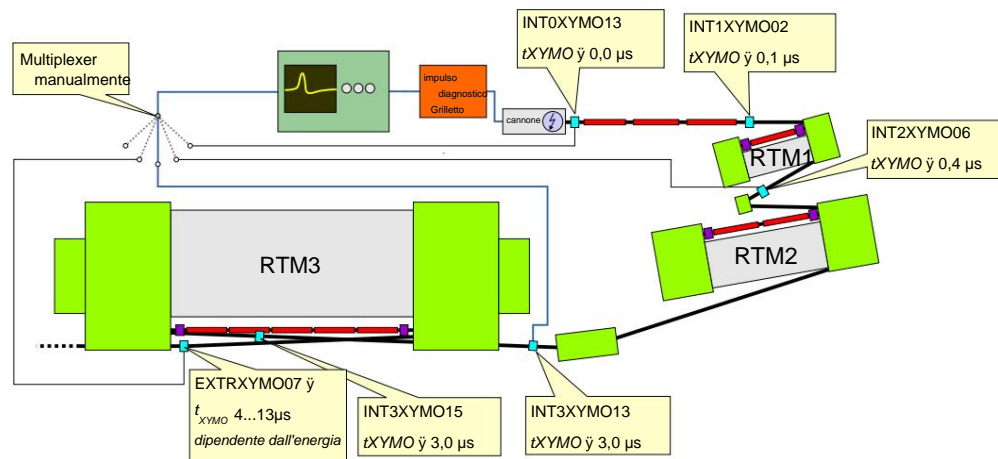 INT0XYMO13
tXYMO ÿ 0,0 µs
INT1XYMO02
tXYMO ÿ 0,1 µs
Multiplexer
manualmente
impulso
diagnostico
Grilletto
cannone
RTM1
INT2XYMO06
tXYMO ÿ 0,4 µs
RTM2
RTM3
EXTRXYMO07 ÿ
tXYMO 4...13µs
dipendente dall'energia
INT3XYMO15
tXYMO ÿ 3,0 µs
INT3XYMO13
tXYMO ÿ 3,0 µs